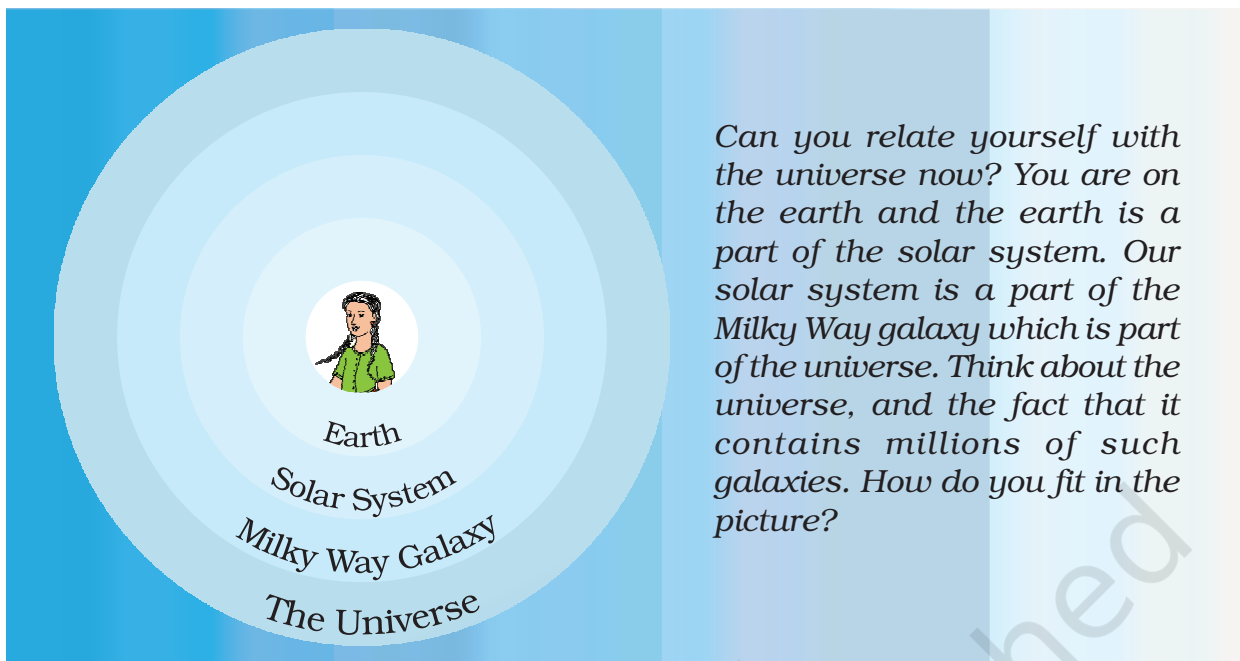 Can you relate yourself with
the universe now? You are on
the earth and the earth is a
part of the solar system. Our
solar system is a part of the
Milky Way galaxy which is part
of the universe. Think about the
universe, and the fact that it
contains millions of such
galaxies. How do you fit in the
picture?
Earth
Solar System
Milky Way Galaxy
The Universe
hed